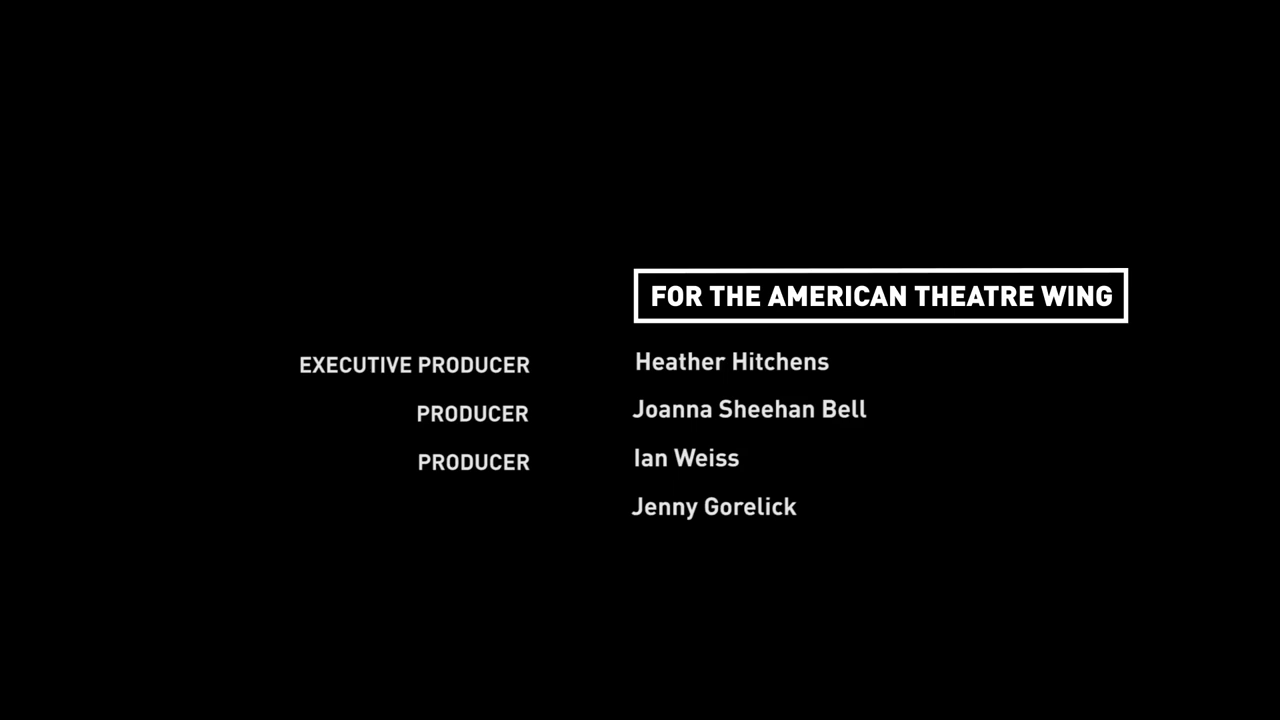 FOR THE AMERICAN THEATRE WING
EXECUTIVE PRODUCER Heather Hitchens
PRODUCER Joanna Sheehan Bell
PRODUCER Ian Weiss
Jenny Gorelick